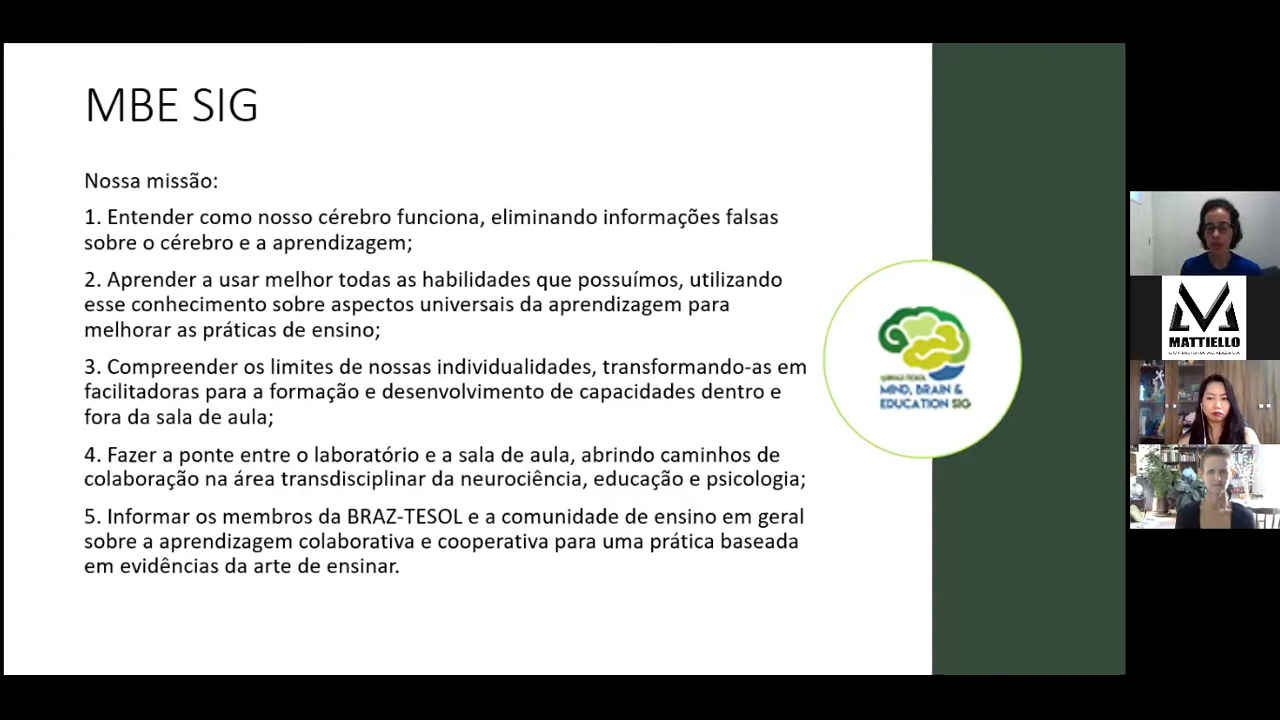 MBE SIG
Nossa missão:
1. Entender como nosso cérebro funciona, eliminando informações falsas
sobre o cérebro e a aprendizagem;
2. Aprender a usar melhor todas as habilidades que possuímos, utilizando
esse conhecimento sobre aspectos universais da aprendizagem para
melhorar as práticas de ensino;
3. Compreender os limites de nossas individualidades, transformando-as em
facilitadoras para a formação e desenvolvimento de capacidades dentro e
fora da sala de aula;
4. Fazer a ponte entre o laboratório e a sala de aula, abrindo caminhos de
colaboração na área transdisciplinar da neurociência, educação e psicologia;
5. Informar os membros da BRAZ-TESOL e a comunidade de ensino em geral
sobre a aprendizagem colaborativa e cooperativa para uma prática baseada
em evidências da arte de ensinar.
BRAZ-TESOL
MIND, BRAIN &
EDUCATION SIG
MATTIELLO